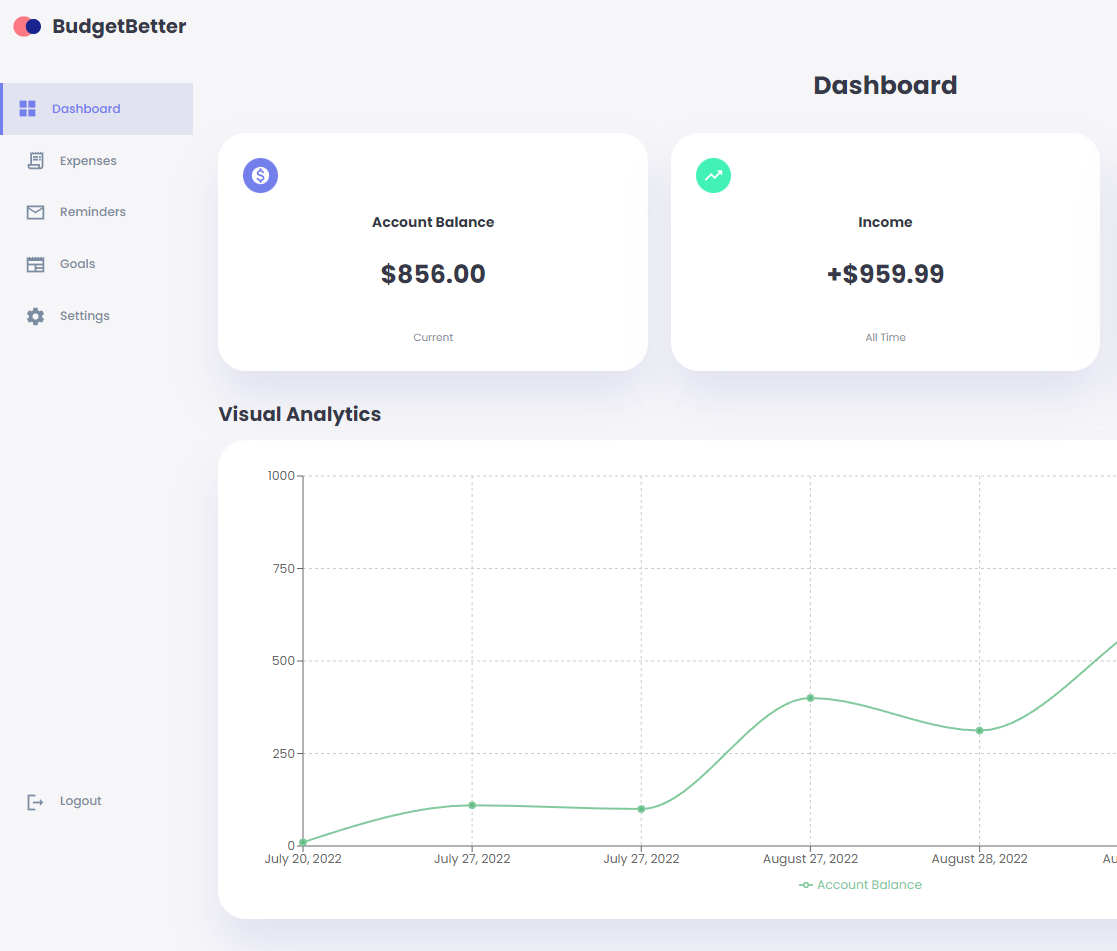 BudgetBetter
Dashboard
Dashboard
Expenses
Reminders
Goals
Settings
Logout
Account Balance
$856.00
Current
Income
+$959.99
All Time
Visual Analytics
1000
750
500
250
0
July 20, 2022 July 27, 2022 July 27, 2022 August 27, 2022 August 28, 2022 Au
Account Balance